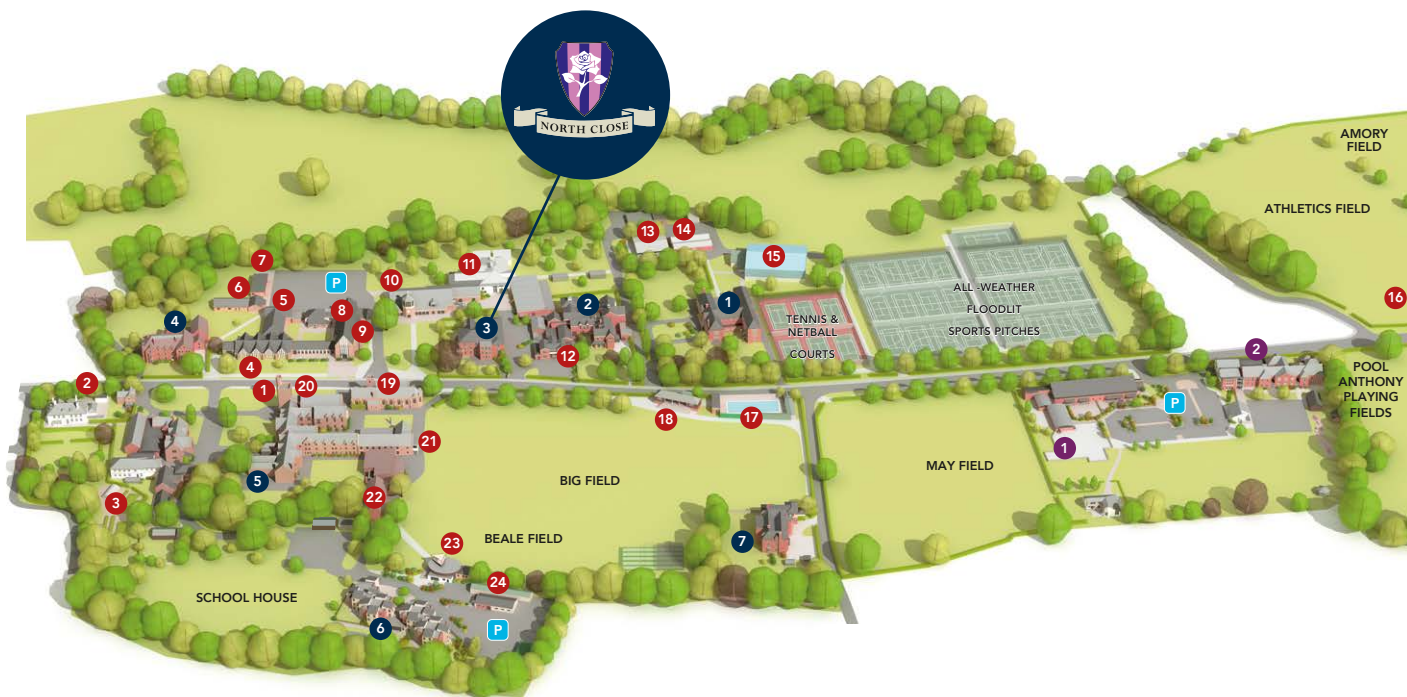 NORTH CLOSE
AMORY
FIELD
ATHLETICS FIELD
7
P
11
10
13
14
15
6
5
8
2
1
16
4
3
9
12
ALL -WEATHER
FLOODLIT
SPORTS PITCHES
TENNIS &
NETBALL
COURTS
4
2
1
20
19
18
17
2
P
1
POOL
ANTHONY
PLAYING
FIELDS
21
5
22
3
BIG FIELD
MAY FIELD
BEALE FIELD
7
23
24
SCHOOL HOUSE
6
P